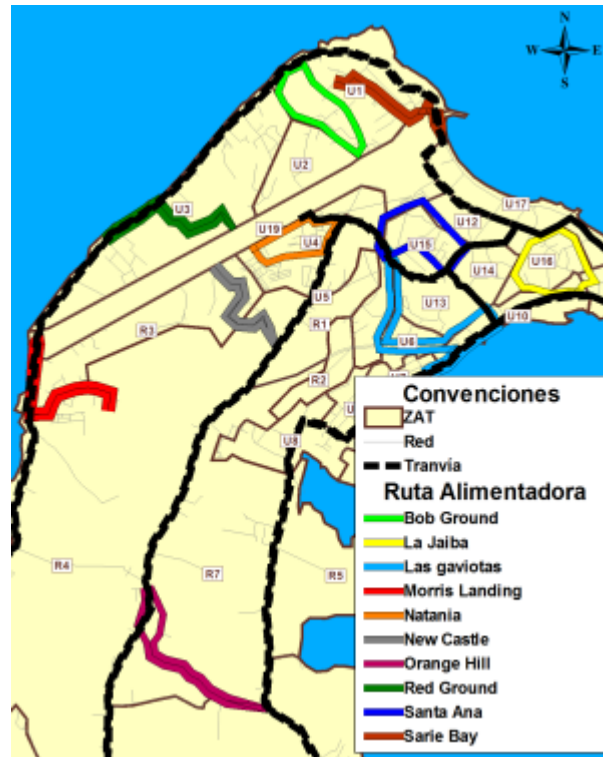 N
W E
S
U1
U2
U3
U17
U19
U12
U4
U15
U16
U14
U5
U13
R3
U10
R1
U6
R2
U8
R4
R7
R5
Convenciones
ZAT
Red
Tranvía
Ruta Alimentadora
Bob Ground
La Jaiba
Las gaviotas
Morris Landing
Natania
New Castle
Orange Hill
Red Ground
Santa Ana
Sarie Bay